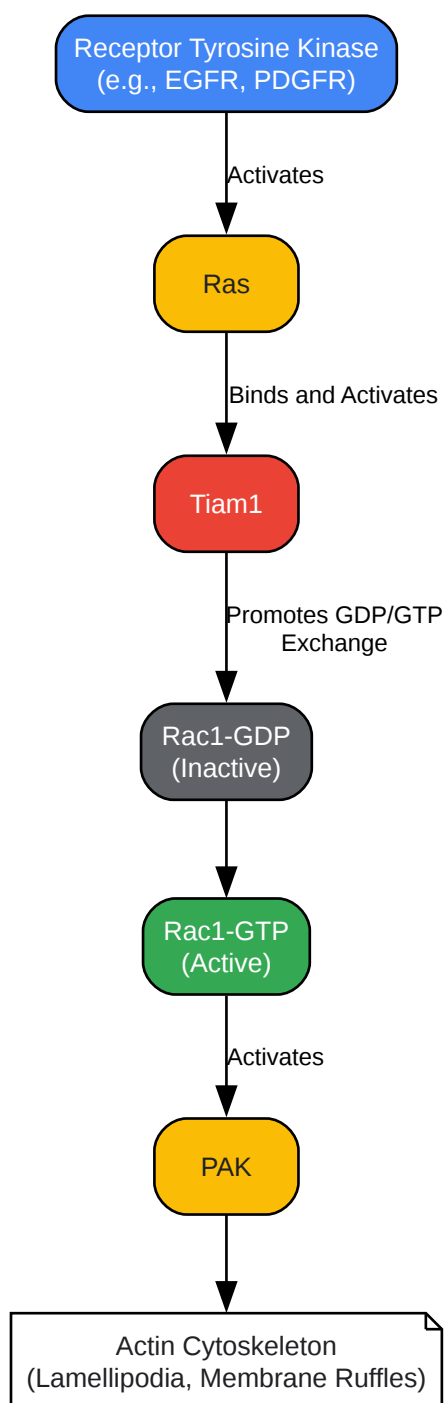 Receptor Tyrosine Kinase
(e.g., EGFR, PDGFR)
Activates
Ras
Binds and Activates
Tiam1
Promotes GDP/GTP
Exchange
Rac1-GDP
(Inactive)
Rac1-GTP
(Active)
Activates
PAK
Actin Cytoskeleton
(Lamellipodia, Membrane Ruffles)